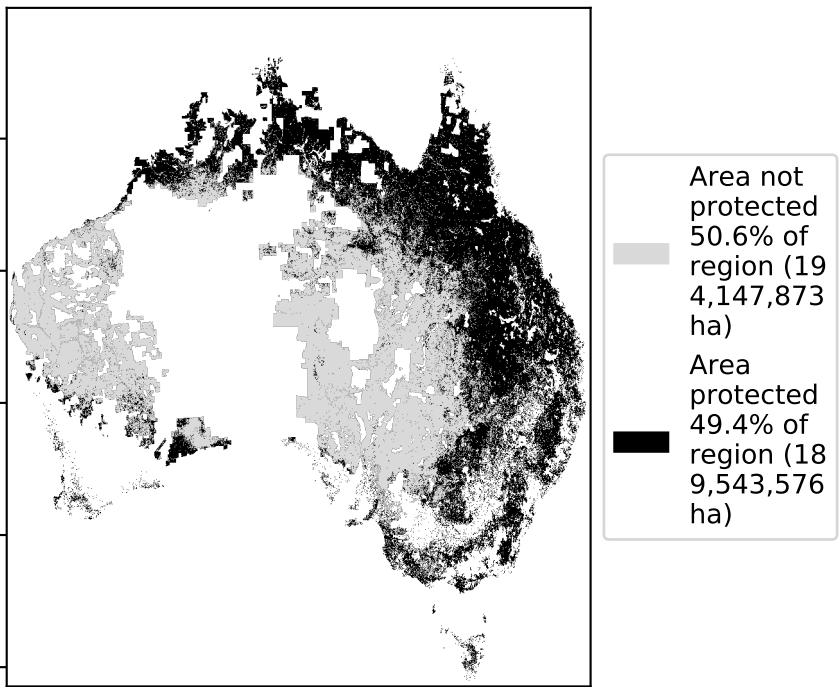 Area not
protected
50.6% of
region (19
4,147,873
ha)
Area
protected
49.4% of
region (18
9,543,576
ha)